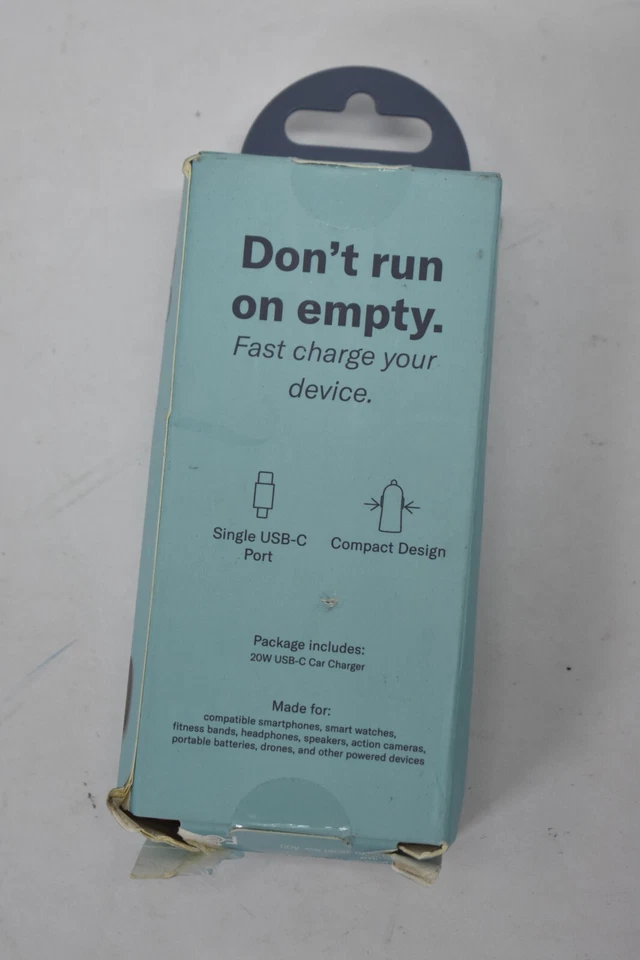 Don't run
on empty.
Fast charge your
device.
Single USB-C
Port
Compact Design
Package includes:
20W USB-C Car Charger
Made for:
compatible smartphones, smart watches,
fitness bands, headphones, speakers, action cameras,
portable batteries, drones, and other powered devices